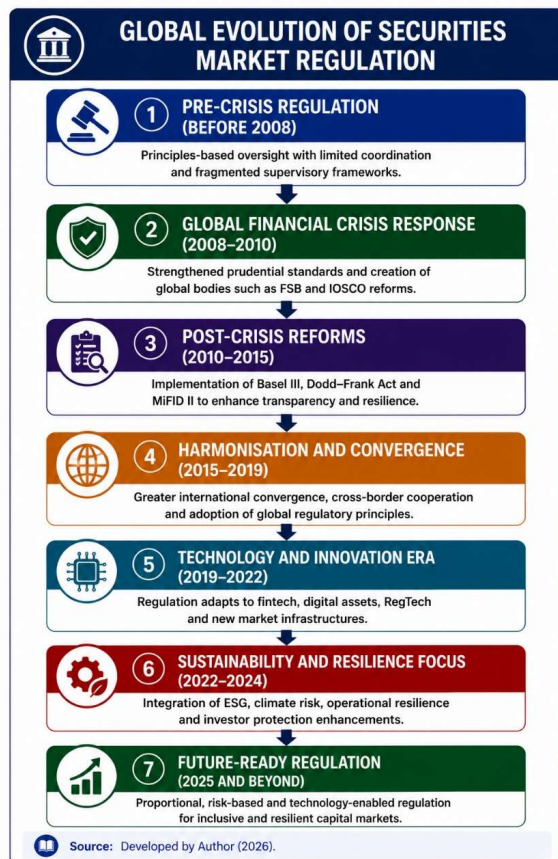 GLOBAL EVOLUTION OF SECURITIES
MARKET REGULATION
1 PRE-CRISIS REGULATION
(BEFORE 2008)
Principles-based oversight with limited coordination
and fragmented supervisory frameworks.
2 GLOBAL FINANCIAL CRISIS RESPONSE
(2008–2010)
Strengthened prudential standards and creation of
global bodies such as FSB and IOSCO reforms.
3 POST-CRISIS REFORMS
(2010–2015)
Implementation of Basel III, Dodd–Frank Act and
MiFID II to enhance transparency and resilience.
4 HARMONISATION AND CONVERGENCE
(2015–2019)
Greater international convergence, cross-border cooperation
and adoption of global regulatory principles.
5 TECHNOLOGY AND INNOVATION ERA
(2019–2022)
Regulation adapts to fintech, digital assets, RegTech
and new market infrastructures.
6 SUSTAINABILITY AND RESILIENCE FOCUS
(2022–2024)
Integration of ESG, climate risk, operational resilience
and investor protection enhancements.
7 FUTURE-READY REGULATION
(2025 AND BEYOND)
Proportional, risk-based and technology-enabled regulation
for inclusive and resilient capital markets.
Source: Developed by Author (2026).